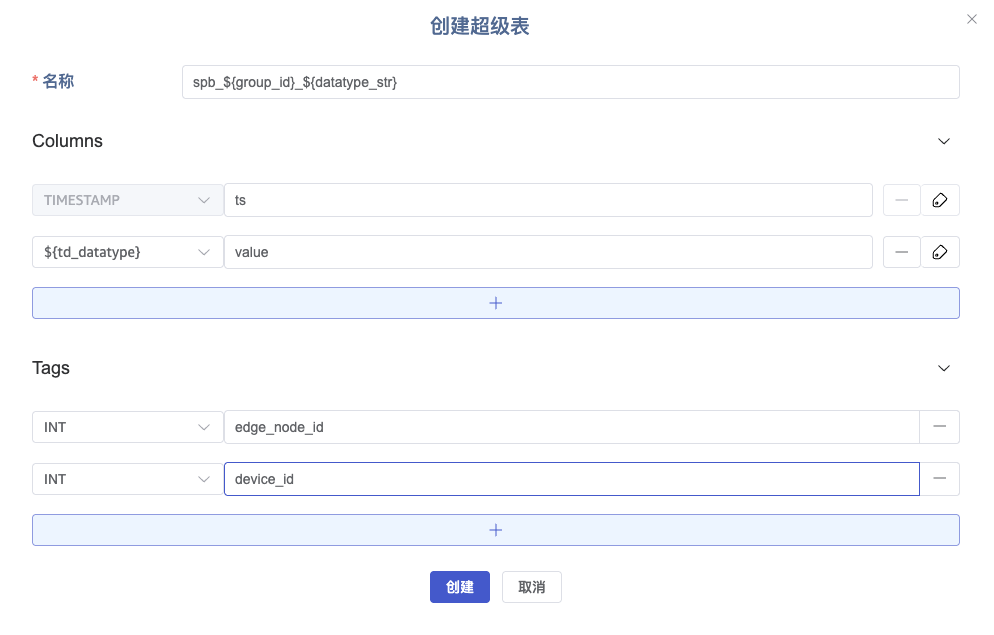 创建超级表
* 名称
spb_${group_id}_${datatype_str}
Columns
TIMESTAMP ts
${td_datatype} value
Tags
INT edge_node_id
INT device_id
创建 取消